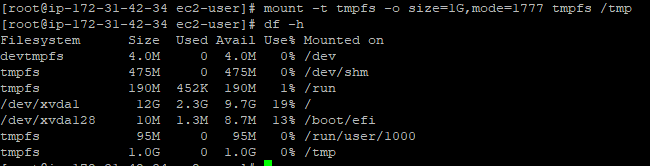 [root@ip-172-31-42-34 ec2-user]# mount -t tmpfs -o size=1G,mode=1777 tmpfs /tmp
[root@ip-172-31-42-34 ec2-user]# df -h
Filesystem      Size  Used Avail Use% Mounted on
devtmpfs        4.0M     0  4.0M   0% /dev
tmpfs           475M     0  475M   0% /dev/shm
tmpfs           190M  452K  190M   1% /run
/dev/xvda1       12G  2.3G  9.7G  19% /
/dev/xvda128     10M  1.3M  8.7M  13% /boot/efi
tmpfs            95M     0   95M   0% /run/user/1000
tmpfs           1.0G     0  1.0G   0% /tmp